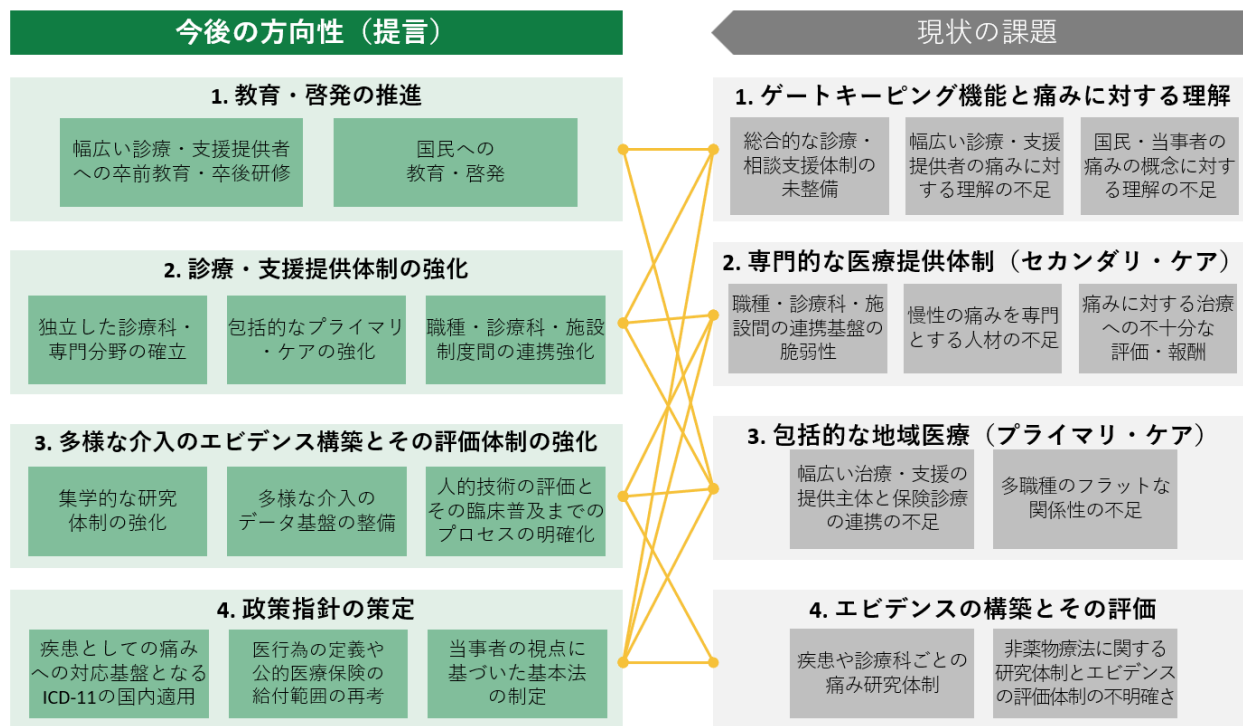 今後の方向性（提言）
1. 教育・啓発の推進
幅広い診療・支援提供者
への卒前教育・卒後研修
国民への
教育・啓発
2. 診療・支援提供体制の強化
独立した診療科・
専門分野の確立
包括的なプライマリ
・ケアの強化
職種・診療科・施設
制度間の連携強化
3. 多様な介入のエビデンス構築とその評価体制の強化
集学的な研究
体制の強化
多様な介入の
データ基盤の整備
人的技術の評価と
その臨床普及までの
プロセスの明確化
4. 政策指針の策定
疾患としての痛み
への対応基盤となる
ICD-11の国内適用
医行為の定義や
公的医療保険の
給付範囲の再考
当事者の視点に
基づいた基本法
の制定
現状の課題
1. ゲートキーピング機能と痛みに対する理解
総合的な診療・
相談支援体制の
未整備
幅広い診療・支援
提供者の痛みに対
する理解の不足
国民・当事者の
痛みの概念に対す
る理解の不足
2. 専門的な医療提供体制（セカンダリ・ケア）
職種・診療科・施
設間の連携基盤の
脆弱性
慢性の痛みを専門
とする人材の不足
痛みに対する治療
への不十分な
評価・報酬
3. 包括的な地域医療（プライマリ・ケア）
幅広い治療・支援の
提供主体と保険診療
の連携の不足
多職種のフラットな
関係性の不足
4. エビデンスの構築とその評価
疾患や診療科ごとの
痛み研究体制
非薬物療法に関する
研究体制とエビデンス
の評価体制の不明確さ